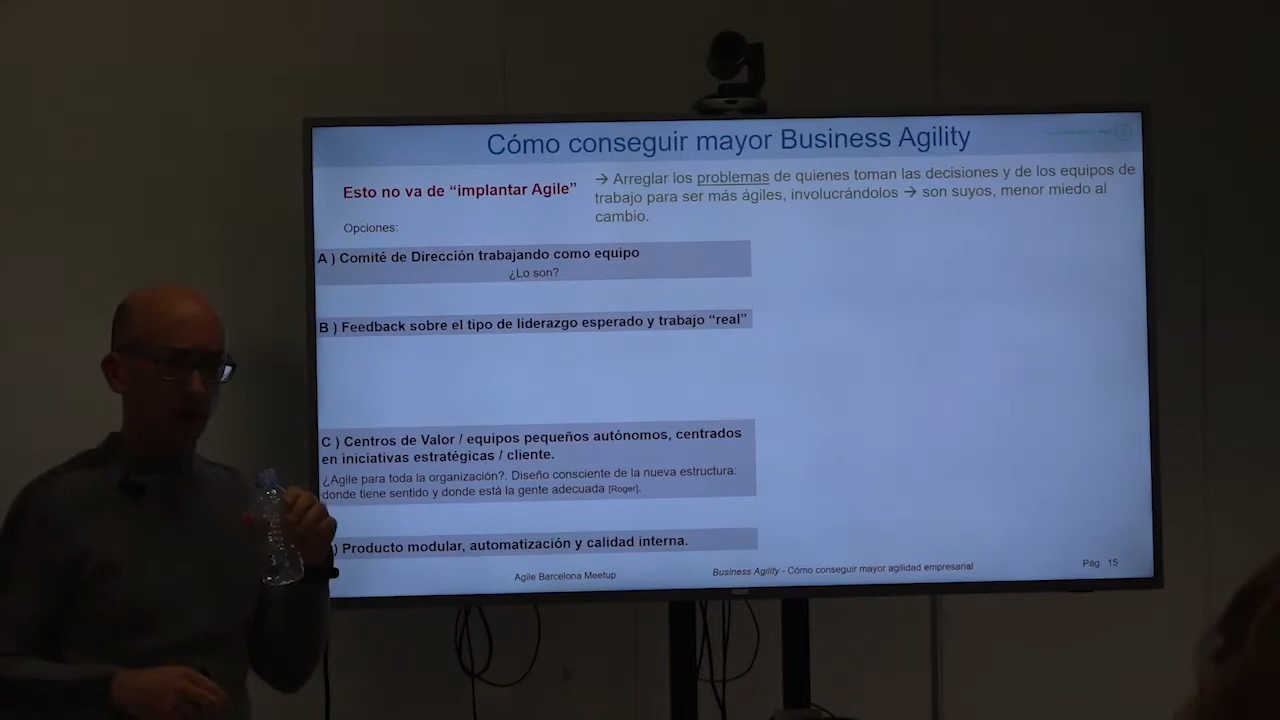 Cómo conseguir mayor Business Agility
Esto no va de “implantar Agile”
→ Arreglar los problemas de quienes toman las decisiones y de los equipos de
trabajo para ser más ágiles, involucrándolos → son suyos, menor miedo al
cambio.
Opciones:
A ) Comité de Dirección trabajando como equipo
¿Lo son?
B ) Feedback sobre el tipo de liderazgo esperado y trabajo “real”
C ) Centros de Valor / equipos pequeños autónomos, centrados
en iniciativas estratégicas / cliente.
¿Agile para toda la organización?. Diseño consciente de la nueva estructura:
donde tiene sentido y donde está la gente adecuada [Roger].
) Producto modular, automatización y calidad interna.
Agile Barcelona Meetup
Business Agility - Cómo conseguir mayor agilidad empresarial
Pág. 15